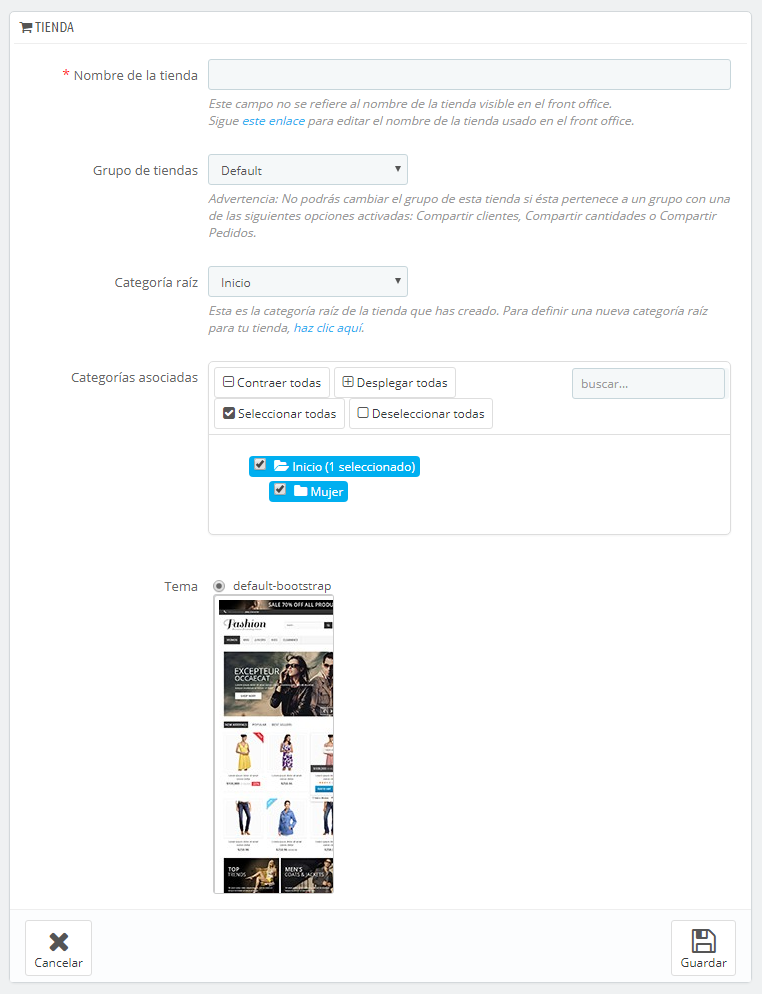 TIENDA
* Nombre de la tienda
Este campo no se refiere al nombre de la tienda visible en el front office.
Sigue este enlace para editar el nombre de la tienda usado en el front office.
Grupo de tiendas
Default
Advertencia: No podrás cambiar el grupo de esta tienda si ésta pertenece a un grupo con una
de las siguientes opciones activadas: Compartir clientes, Compartir cantidades o Compartir
Pedidos.
Categoría raíz
Inicio
Esta es la categoría raíz de la tienda que has creado. Para definir una nueva categoría raíz
para tu tienda, haz clic aquí.
Categorías asociadas
Contraer todas
Desplegar todas
buscar...
Seleccionar todas
Deseleccionar todas
Inicio (1 seleccionado)
Mujer
Tema
default-bootstrap
SALE 70% OFF ALL PRODU
Fashion
EXCEPTEUR
OCCAECAT
TOP
TRENDS
MEN'S
COATS & JACKETS
Cancelar
Guardar